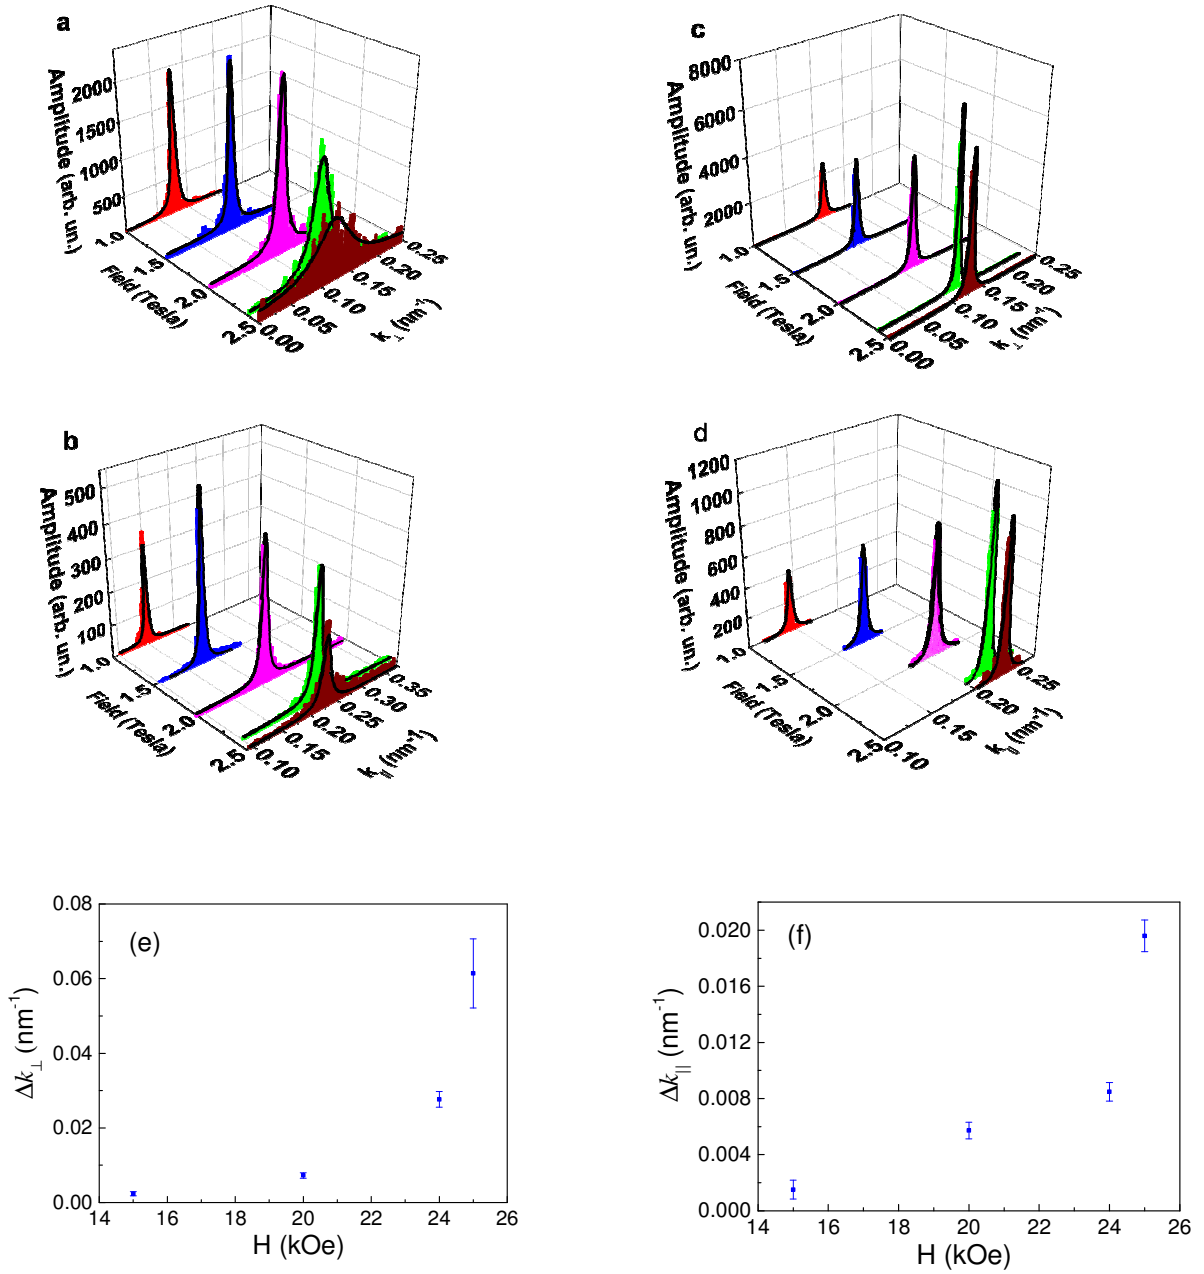 a
Amplitude (arb. un.)
2000
1500
1000
500
1.0
1.5
2.0
2.5
Field (Tesla)
0.00
0.05
0.10
0.15
0.20
0.25
k⊥ (nm⁻¹)
c
Amplitude (arb. un.)
8000
6000
4000
2000
1.0
1.5
2.0
2.5
Field (Tesla)
0.00
0.05
0.10
0.15
0.20
0.25
k⊥ (nm⁻¹)
b
Amplitude (arb. un.)
500
400
300
200
100
1.0
1.5
2.0
2.5
Field (Tesla)
0.10
0.15
0.20
0.25
0.30
0.35
k|| (nm⁻¹)
d
Amplitude (arb. un.)
1200
1000
800
600
400
200
1.0
1.5
2.0
2.5
Field (Tesla)
0.10
0.15
0.20
0.25
k|| (nm⁻¹)
(e)
Δk⊥ (nm⁻¹)
0.08
0.06
0.04
0.02
0.00
14 16 18 20 22 24 26
H (kOe)
(f)
Δk|| (nm⁻¹)
0.020
0.016
0.012
0.008
0.004
0.000
14 16 18 20 22 24 26
H (kOe)